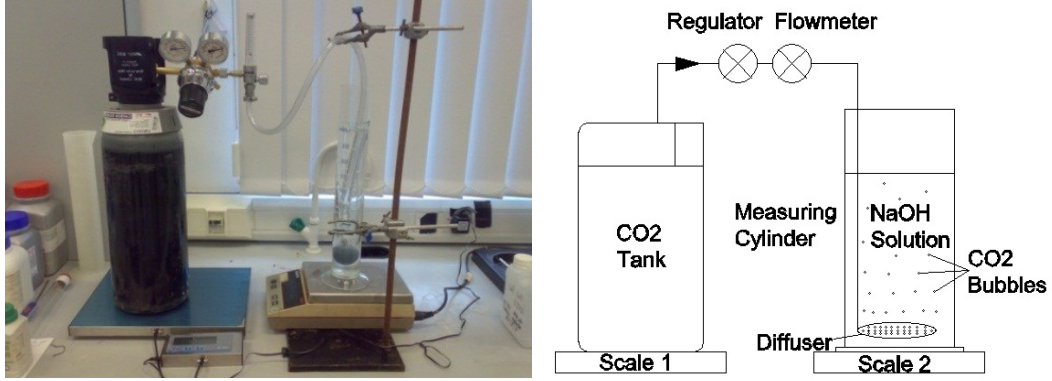 Regulator Flowmeter
CO2
Tank
Measuring
Cylinder
NaOH
Solution
CO2
Bubbles
Diffuser
Scale 1
Scale 2